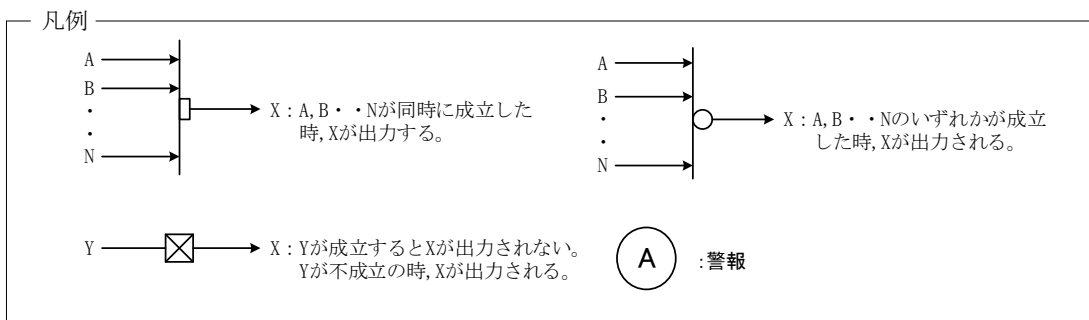 凡例
A
B
・
・
N
X：A,B・・Nが同時に成立した
時,Xが出力する。
A
B
・
・
N
X：A,B・・Nのいずれかが成立
した時,Xが出力される。
Y
X：Yが成立するとXが出力されない。
Yが不成立の時,Xが出力される。
A
:警報